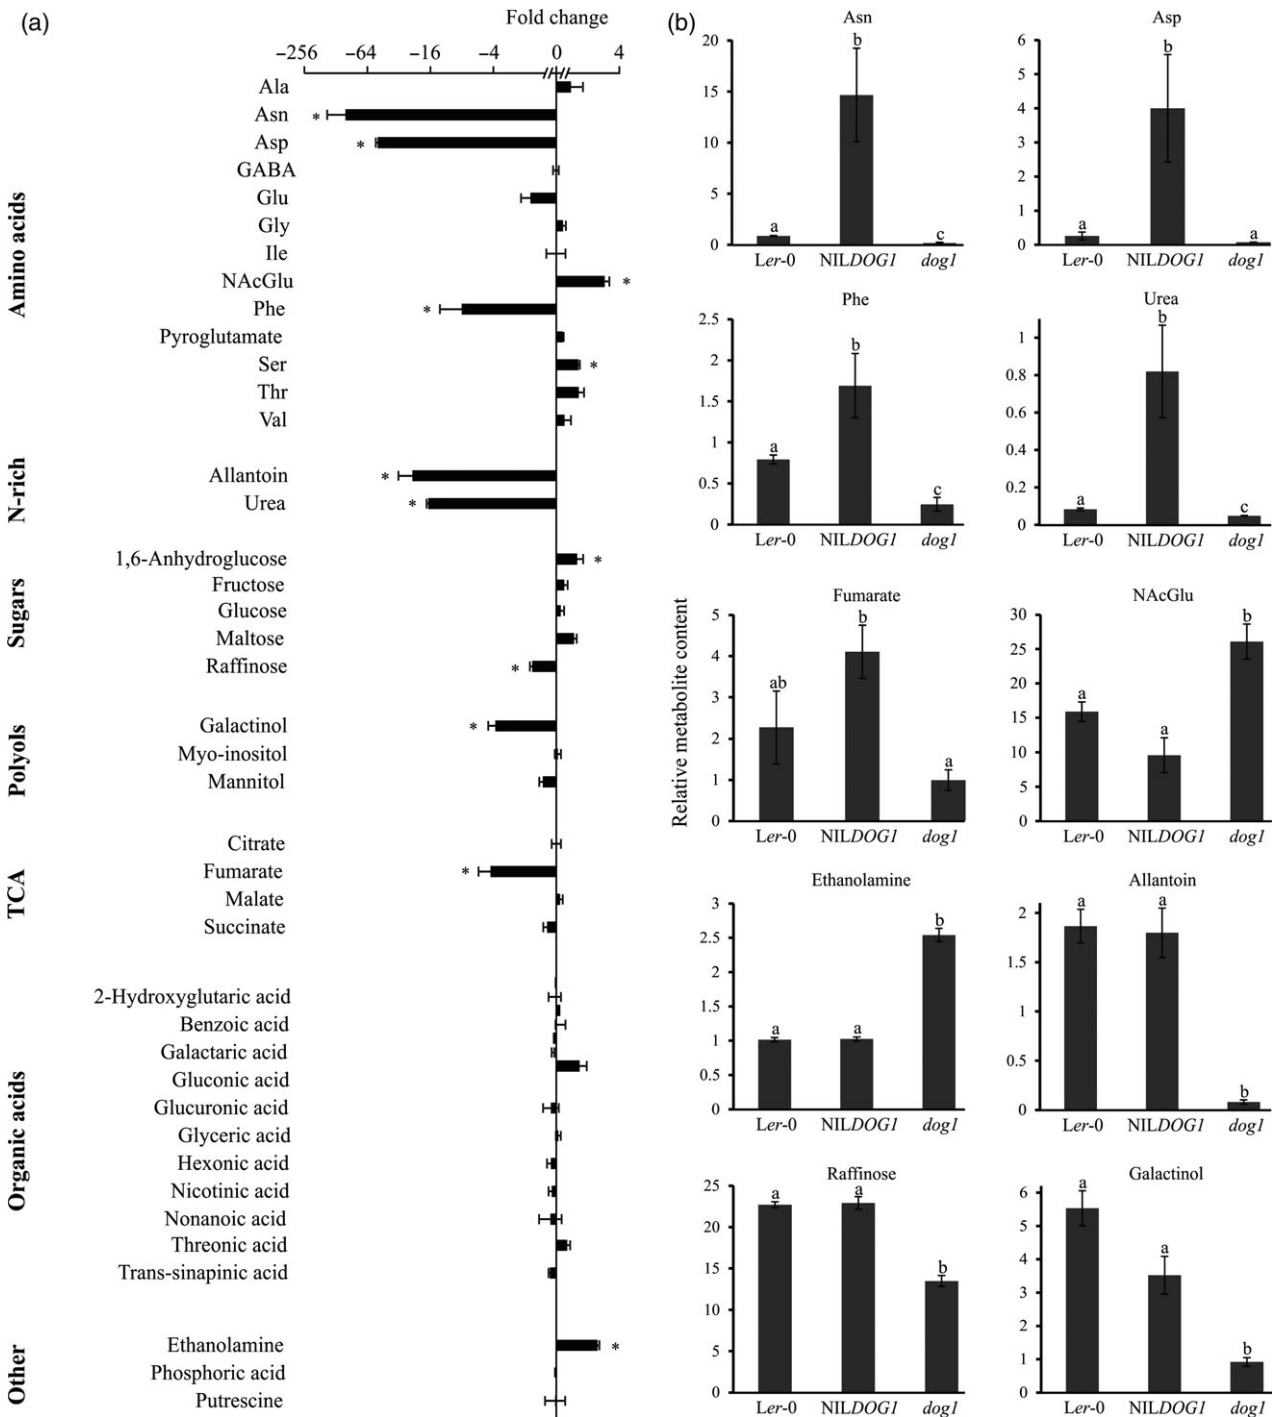 (a)
Fold change
−256 −64 −16 −4 0 4
Amino acids
Ala
Asn *
Asp *
GABA
Glu
Gly
Ile
NAcGlu *
Phe *
Pyroglutamate
Ser *
Thr
Val
N-rich
Allantoin *
Urea *
Sugars
1,6-Anhydroglucose *
Fructose
Glucose
Maltose
Raffinose *
Polyols
Galactinol *
Myo-inositol
Mannitol
TCA
Citrate
Fumarate *
Malate
Succinate
Organic acids
2-Hydroxyglutaric acid
Benzoic acid
Galactaric acid
Gluconic acid
Glucuronic acid
Glyceric acid
Hexonic acid
Nicotinic acid
Nonanoic acid
Threonic acid
Trans-sinapinic acid
Other
Ethanolamine *
Phosphoric acid
Putrescine
(b)
Relative metabolite content
Asn
20
15
10
5
0
a b c
Ler-0 NILDOG1 dog1
Asp
6
5
4
3
2
1
0
a b a
Ler-0 NILDOG1 dog1
Phe
2.5
2
1.5
1
0.5
0
a b c
Ler-0 NILDOG1 dog1
Urea
1
0.8
0.6
0.4
0.2
0
a b c
Ler-0 NILDOG1 dog1
Fumarate
5
4
3
2
1
0
ab b a
Ler-0 NILDOG1 dog1
NAcGlu
30
25
20
15
10
5
0
a a b
Ler-0 NILDOG1 dog1
Ethanolamine
3
2.5
2
1.5
1
0.5
0
a a b
Ler-0 NILDOG1 dog1
Allantoin
2
1.5
1
0.5
0
a a b
Ler-0 NILDOG1 dog1
Raffinose
25
20
15
10
5
0
a a b
Ler-0 NILDOG1 dog1
Galactinol
6
5
4
3
2
1
0
a a b
Ler-0 NILDOG1 dog1